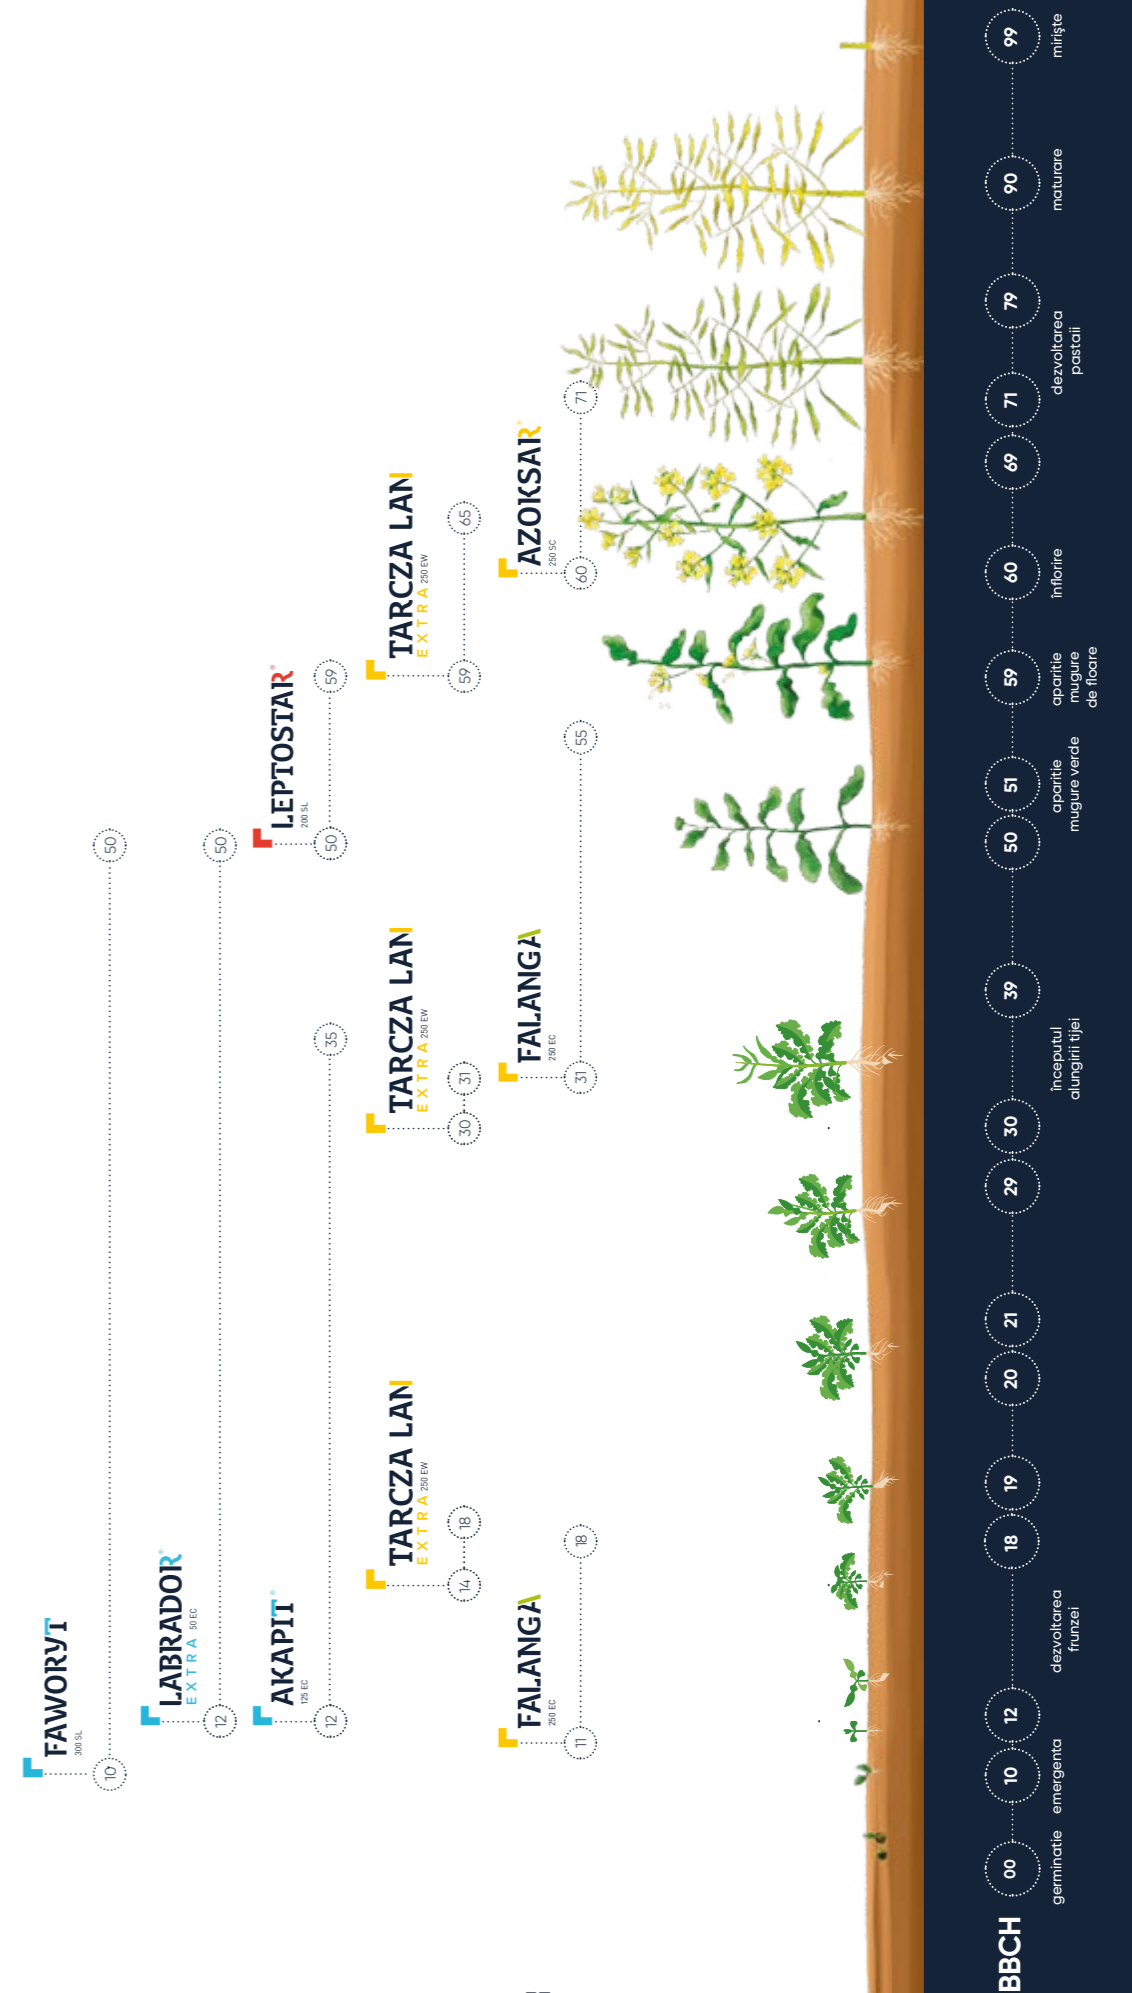 FAWORYT
300 SL
10
50
LABRADOR®
EXTRA 50 EC
12
50
AKAPIT®
125 EC
12
35
LEPTOSTAR®
200 SL
50
59
TARCZA LAN
EXTRA 250 EW
14
18
TARCZA LAN
EXTRA 250 EW
30
31
TARCZA LAN
EXTRA 250 EW
59
65
FALANGA
250 EC
11
18
FALANGA
250 EC
31
55
AZOKSAR®
250 SC
60
71
BBCH 00 10 12 18 19 20 21 29 30 39 50 51 59 60 69 71 79 90 99
germinatie
emergenta
dezvoltarea
frunzei
începutul
alungirii tijei
aparitie
mugure verde
aparitie
mugure
de floare
înflorire
dezvoltarea
pastaii
maturare
miriște